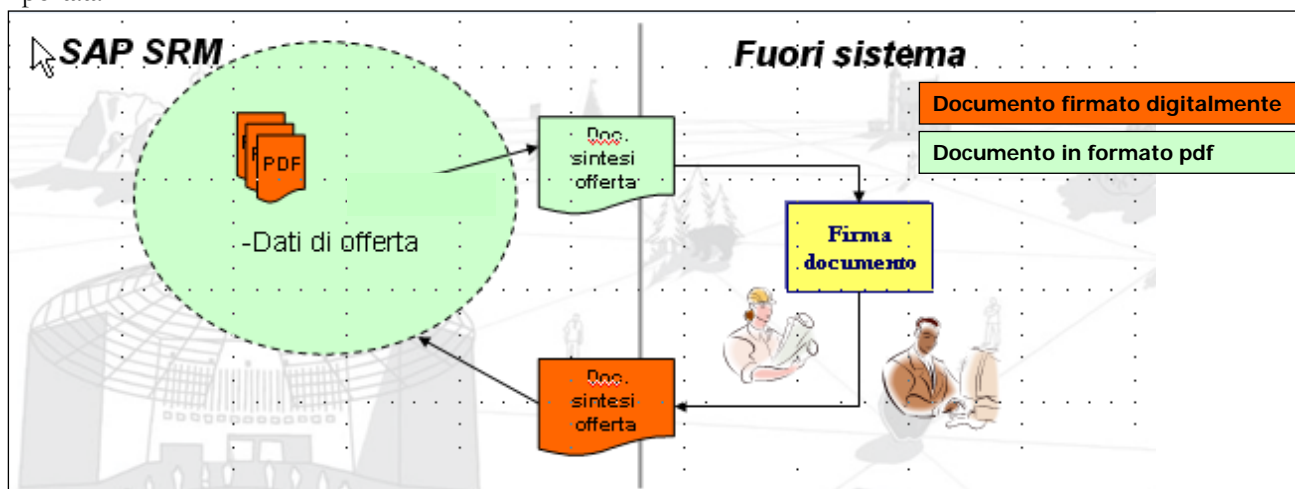 SAP SRM
Fuori sistema
Documento firmato digitalmente
Documento in formato pdf
PDF
-Dati di offerta
Doc.
sintesi
offerta
Firma
documento
Doc.
sintesi
offerta